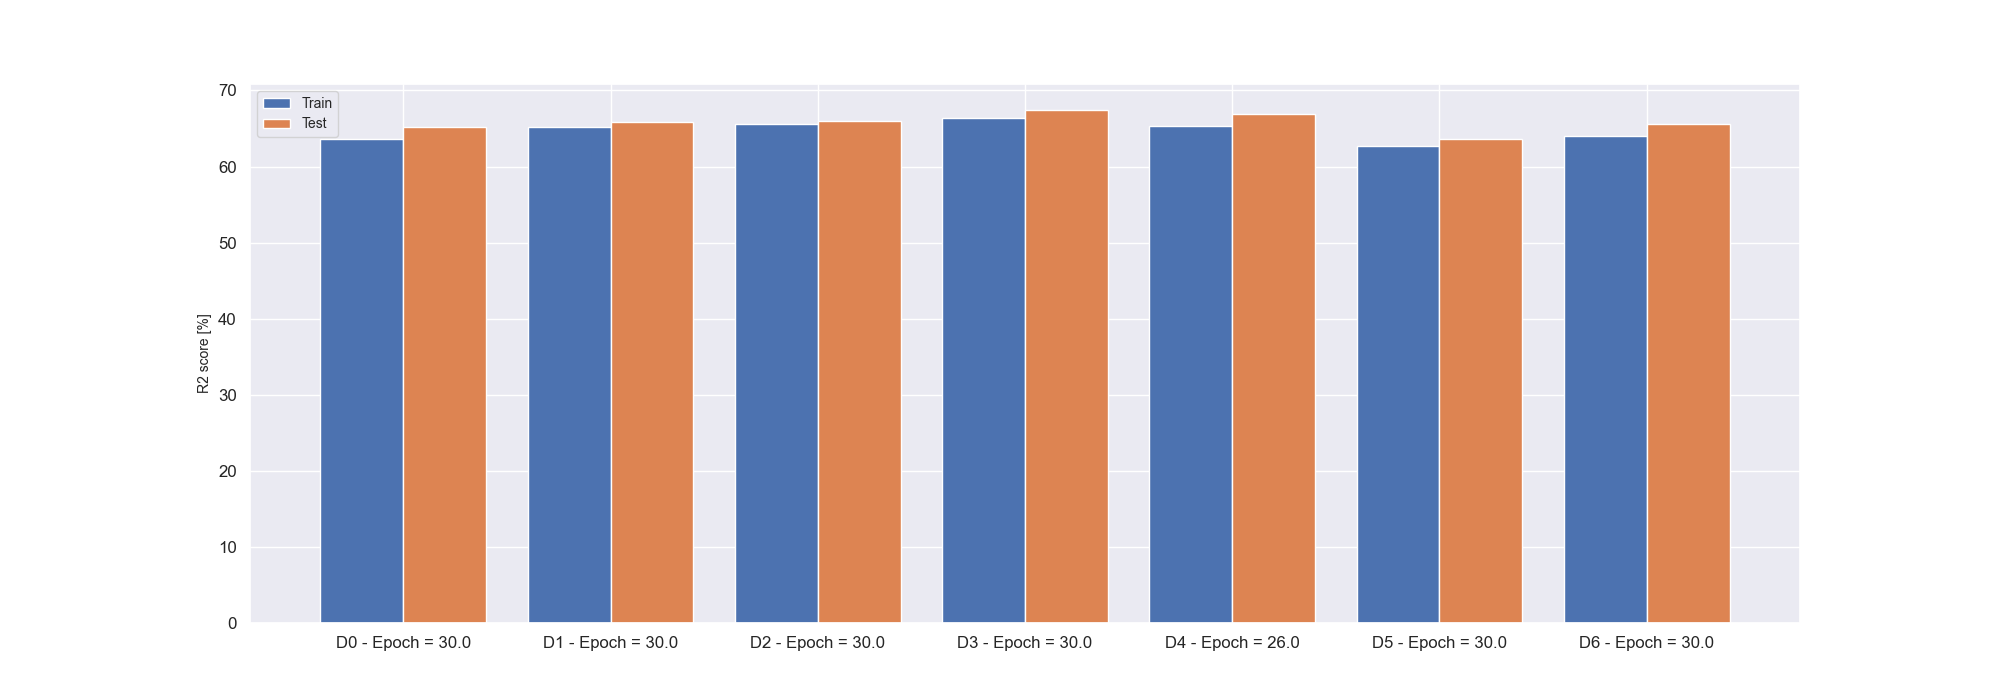 70
60
50
40
30
20
10
0
R2 score [%]
Train
Test
D0 - Epoch = 30.0
D1 - Epoch = 30.0
D2 - Epoch = 30.0
D3 - Epoch = 30.0
D4 - Epoch = 26.0
D5 - Epoch = 30.0
D6 - Epoch = 30.0